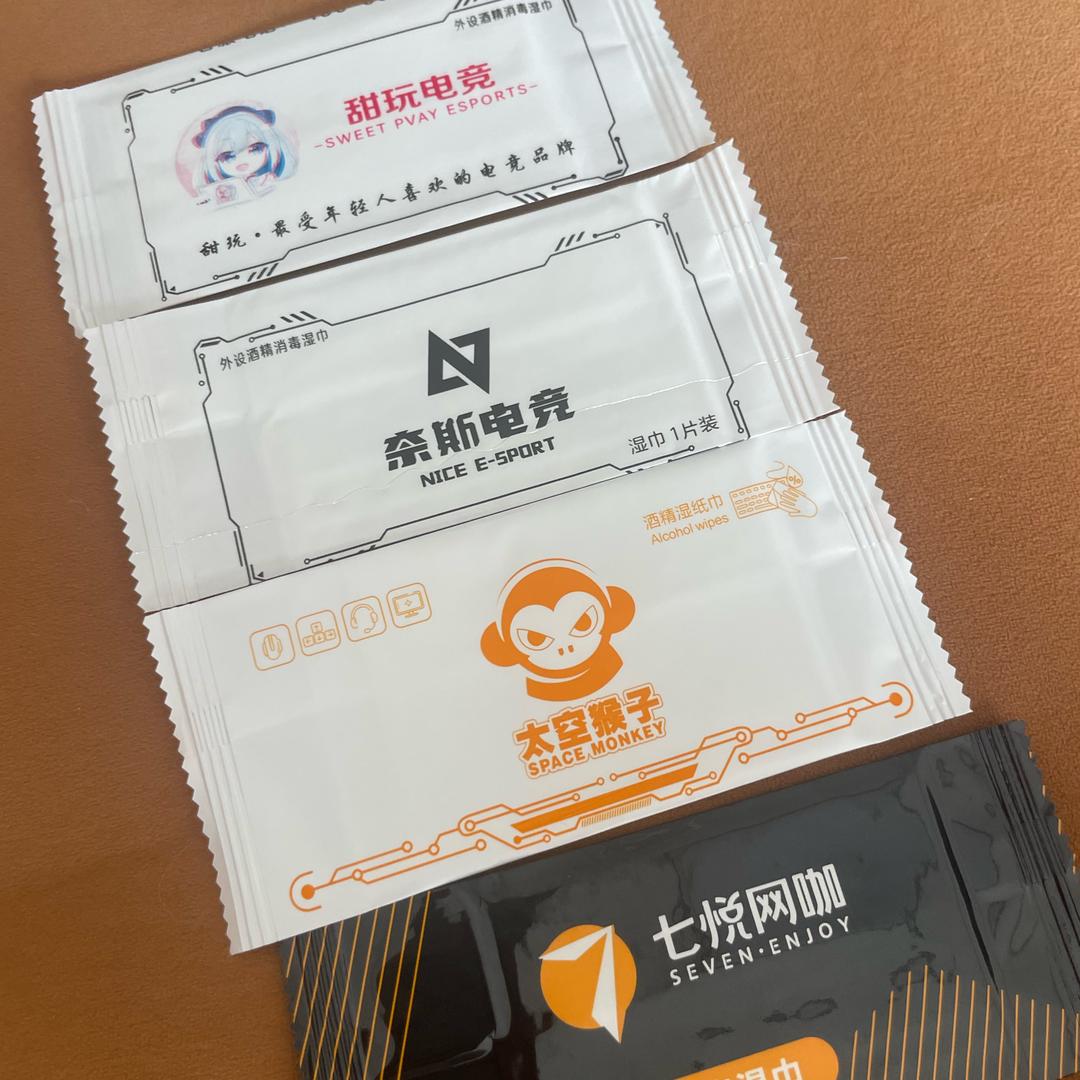 外设酒精消毒湿巾
甜玩电竞
-SWEET PVAY ESPORTS-
甜玩·最受年轻人喜欢的电竞品牌
外设酒精消毒湿巾
奈斯电竞
NICE E-SPORT
湿巾 1片装
酒精湿纸巾
Alcohol wipes
太空猴子
SPACE MONKEY
七悦网咖
SEVEN·ENJOY
湿巾